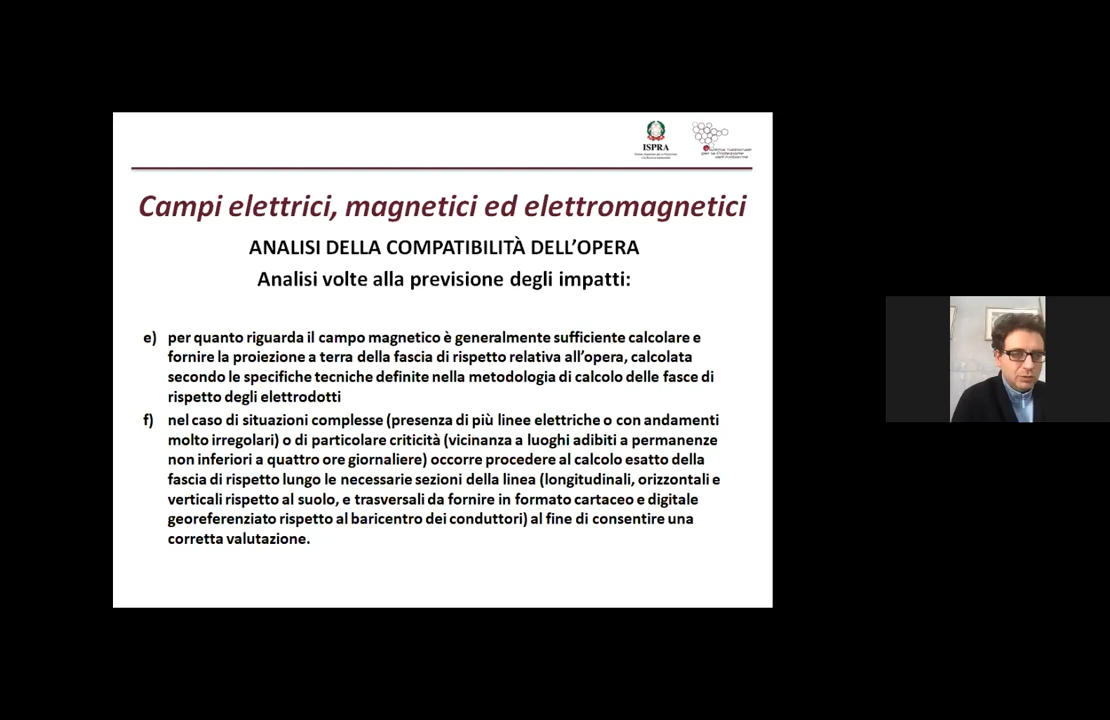 ISPRA
Campi elettrici, magnetici ed elettromagnetici
ANALISI DELLA COMPATIBILITÀ DELL’OPERA
Analisi volte alla previsione degli impatti:
e) per quanto riguarda il campo magnetico è generalmente sufficiente calcolare e
fornire la proiezione a terra della fascia di rispetto relativa all’opera, calcolata
secondo le specifiche tecniche definite nella metodologia di calcolo delle fasce di
rispetto degli elettrodotti
f) nel caso di situazioni complesse (presenza di più linee elettriche o con andamenti
molto irregolari) o di particolare criticità (vicinanza a luoghi adibiti a permanenze
non inferiori a quattro ore giornaliere) occorre procedere al calcolo esatto della
fascia di rispetto lungo le necessarie sezioni della linea (longitudinali, orizzontali e
verticali rispetto al suolo, e trasversali da fornire in formato cartaceo e digitale
georeferenziato rispetto al baricentro dei conduttori) al fine di consentire una
corretta valutazione.